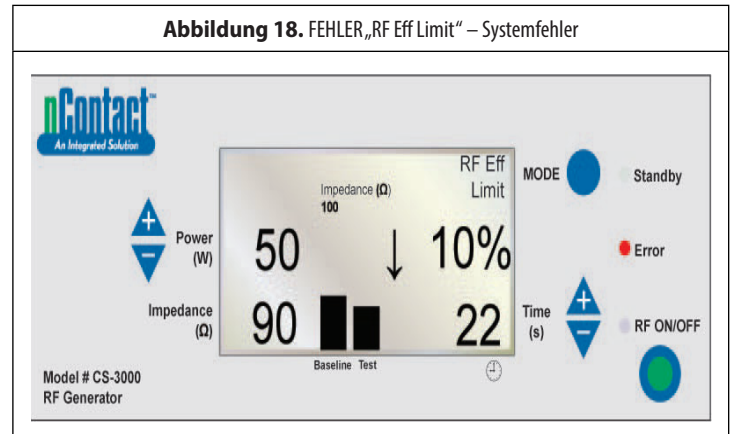 Abbildung 18. FEHLER „RF Eff Limit“ – Systemfehler
nContact™
An Integrated Solution
Power
(W)
Impedance
(Ω)
Model # CS-3000
RF Generator
Impedance (Ω)
100
RF Eff
Limit
50 ↓ 10%
90 22
Baseline Test
MODE
Time
(s)
Standby
Error
RF ON/OFF